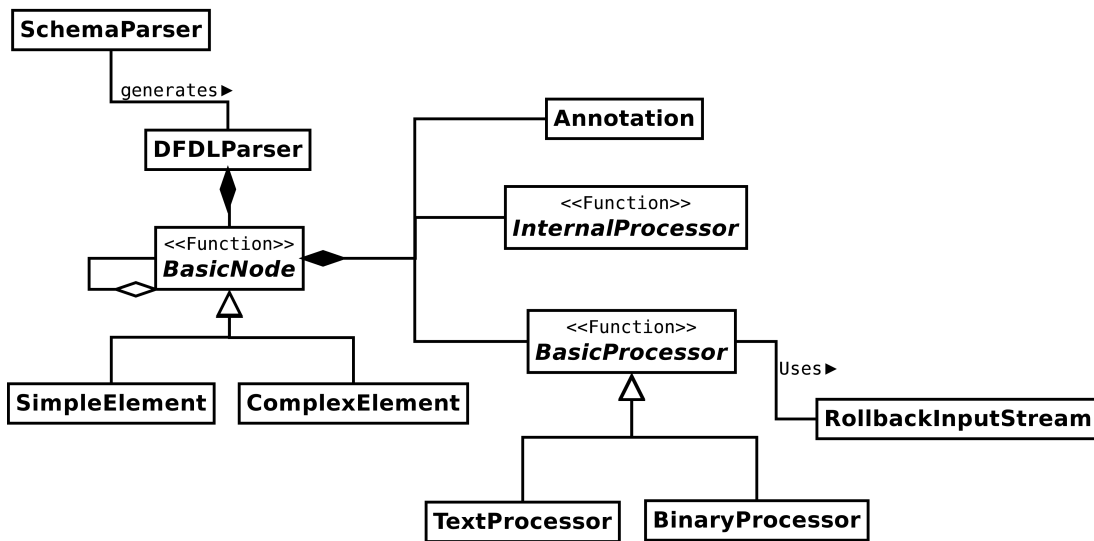 SchemaParser
generates▶
DFDLParser
Annotation
<<Function>>
InternalProcessor
<<Function>>
BasicNode
<<Function>>
BasicProcessor
Uses▶
SimpleElement
ComplexElement
RollbackInputStream
TextProcessor
BinaryProcessor